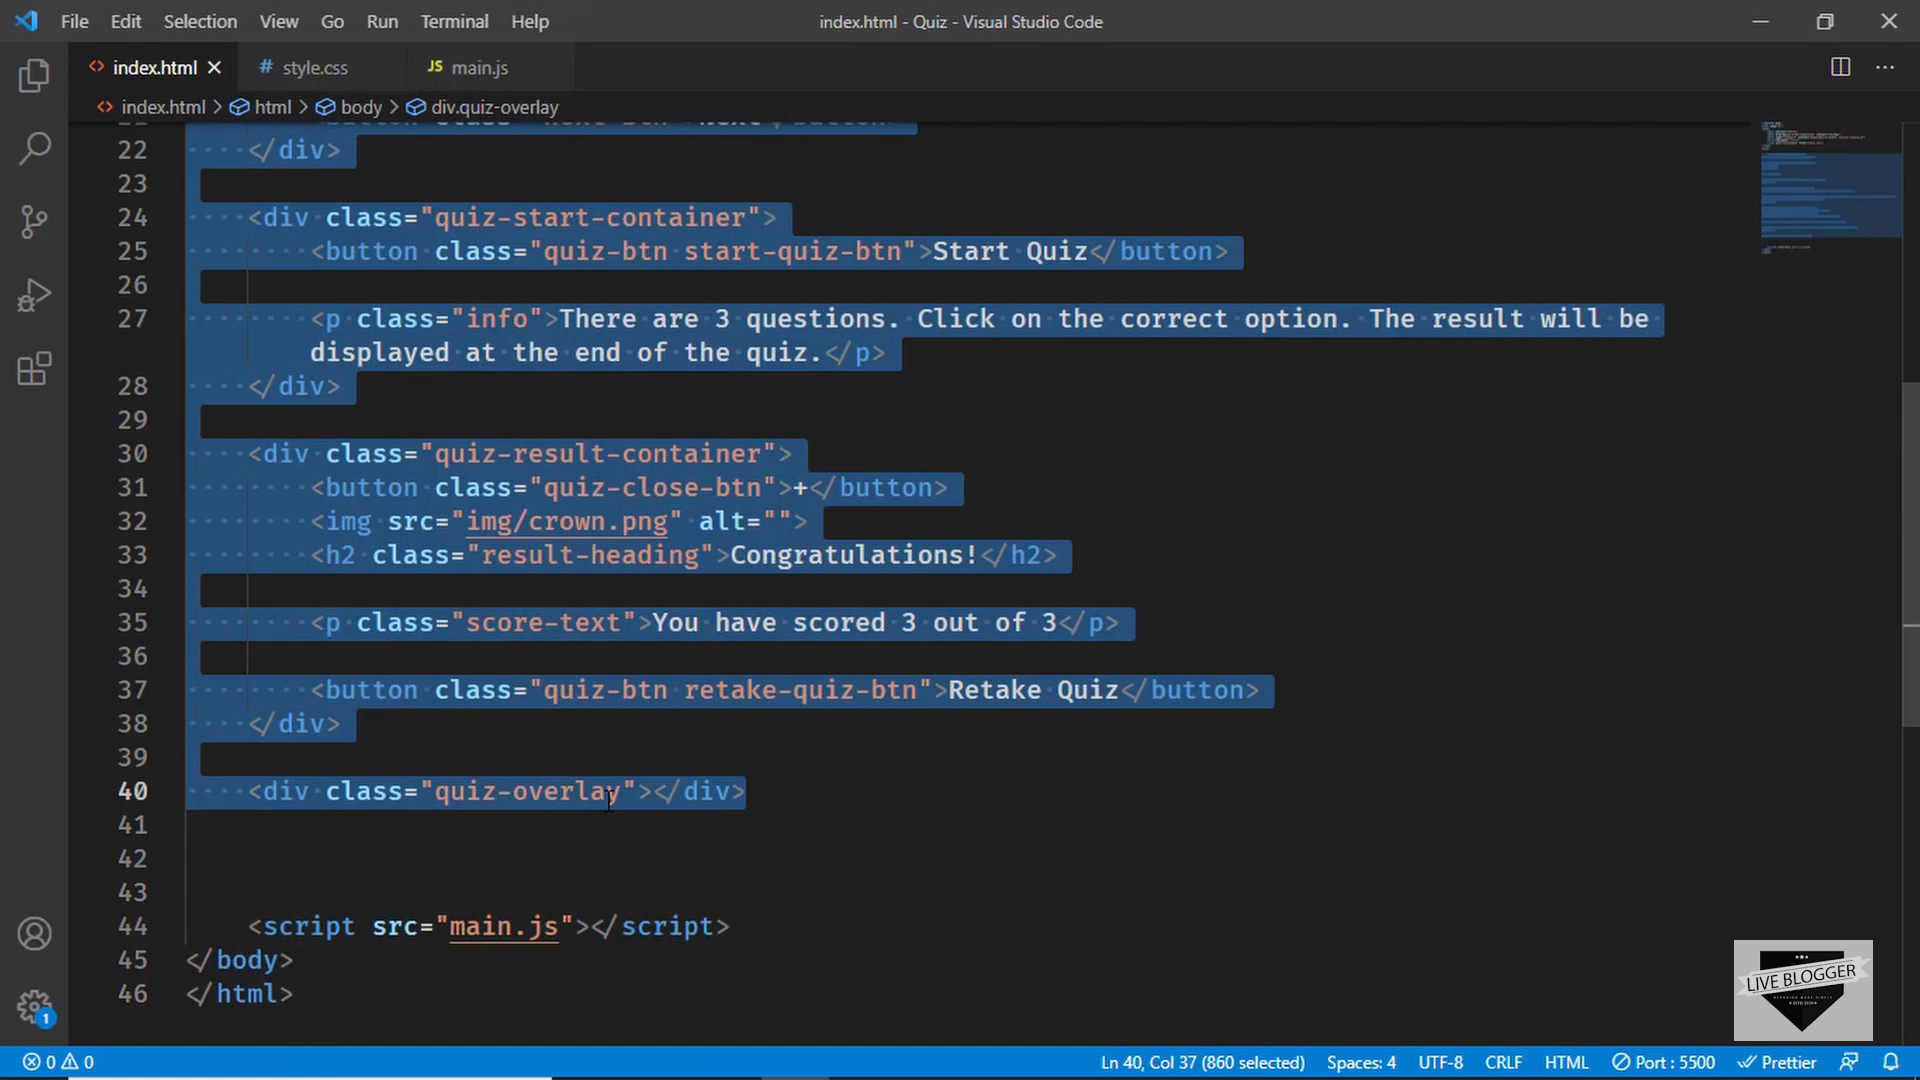 File Edit Selection View Go Run Terminal Help index.html - Quiz - Visual Studio Code
index.html style.css JS main.js
index.html > html > body > div.quiz-overlay
22 </div>
23
24 <div class="quiz-start-container">
25 <button class="quiz-btn start-quiz-btn">Start Quiz</button>
26
27 <p class="info">There are 3 questions. Click on the correct option. The result will be
displayed at the end of the quiz.</p>
28 </div>
29
30 <div class="quiz-result-container">
31 <button class="quiz-close-btn">+</button>
32 <img src="img/crown.png" alt="">
33 <h2 class="result-heading">Congratulations!</h2>
34
35 <p class="score-text">You have scored 3 out of 3</p>
36
37 <button class="quiz-btn retake-quiz-btn">Retake Quiz</button>
38 </div>
39
40 <div class="quiz-overlay"></div>
41
42
43
44 <script src="main.js"></script>
45 </body>
46 </html>
LIVE BLOGGER
1
0 0 Ln 40, Col 37 (860 selected) Spaces: 4 UTF-8 CRLF HTML Port : 5500 Prettier